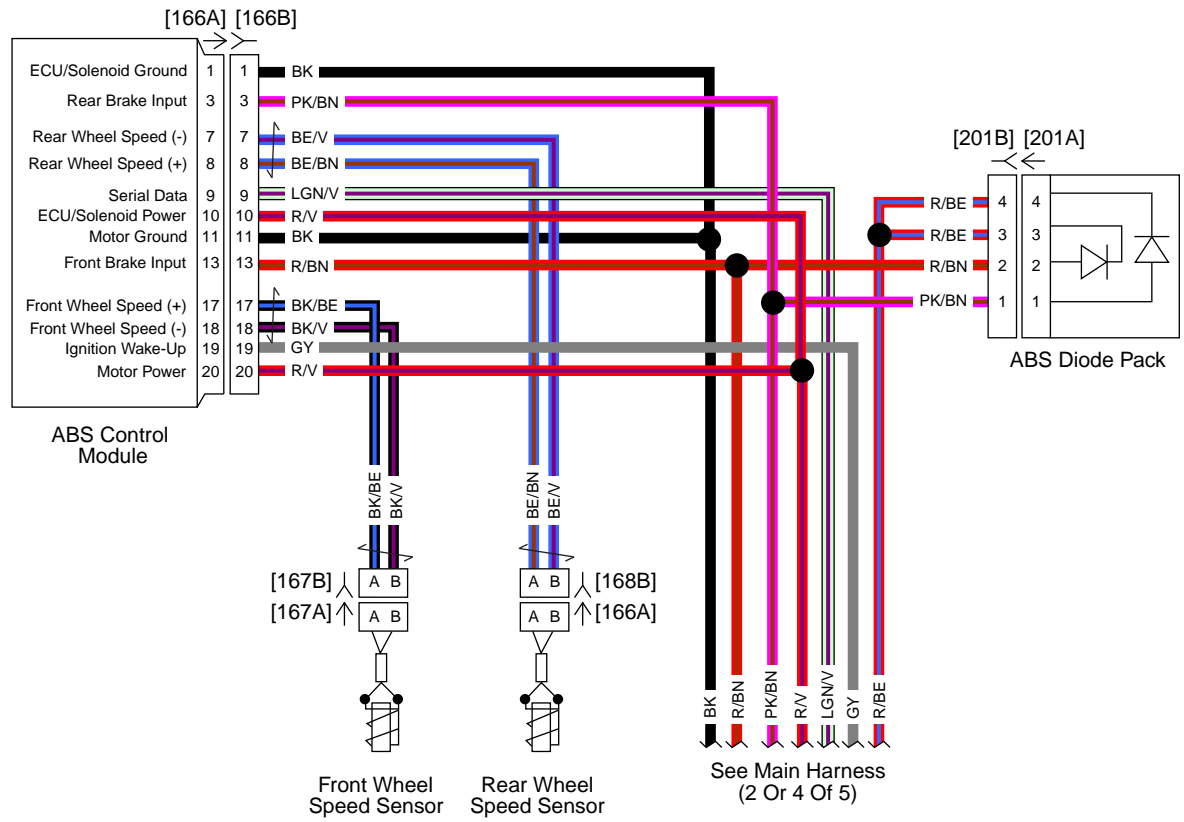 [166A] [166B]
ECU/Solenoid Ground 1 1 BK
Rear Brake Input 3 3 PK/BN
Rear Wheel Speed (-) 7 7 BE/V
Rear Wheel Speed (+) 8 8 BE/BN
Serial Data 9 9 LGN/V
ECU/Solenoid Power 10 10 R/V
Motor Ground 11 11 BK
Front Brake Input 13 13 R/BN
Front Wheel Speed (+) 17 17 BK/BE
Front Wheel Speed (-) 18 18 BK/V
Ignition Wake-Up 19 19 GY
Motor Power 20 20 R/V
ABS Control
Module
[201B] [201A]
R/BE 4 4
R/BE 3 3
R/BN 2 2
PK/BN 1 1
ABS Diode Pack
BK/BE BK/V BE/BN BE/V
[167B] A B
[167A] A B
A B [168B]
A B [166A]
Front Wheel
Speed Sensor
Rear Wheel
Speed Sensor
BK R/BN PK/BN R/V LGN/V GY R/BE
See Main Harness
(2 Or 4 Of 5)